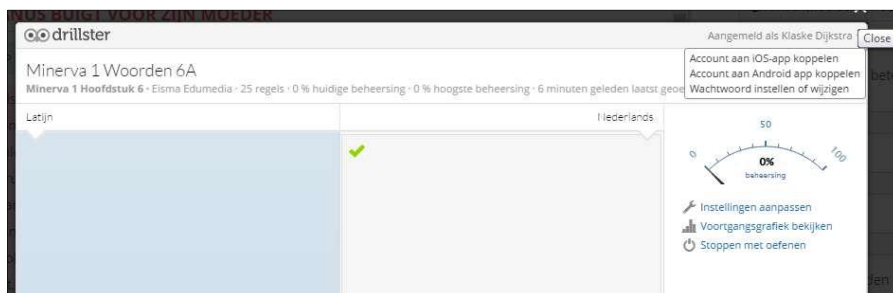 NUS BUIGT VOOR ZIJN MOEDER
drillster
Aangemeld als Klaske Dijkstra
Close
Account aan iOS-app koppelen
Account aan Android app koppelen
Wachtwoord instellen of wijzigen
Minerva 1 Woorden 6A
Minerva 1 Hoofdstuk 6 · Eisma Edumedia · 25 regels · 0 % huidige beheersing · 0 % hoogste beheersing · 6 minuten geleden laatst geoe
Latijn
Nederlands
0
50
100
0%
beheersing
Instellingen aanpassen
Voortgangsgrafiek bekijken
Stoppen met oefenen